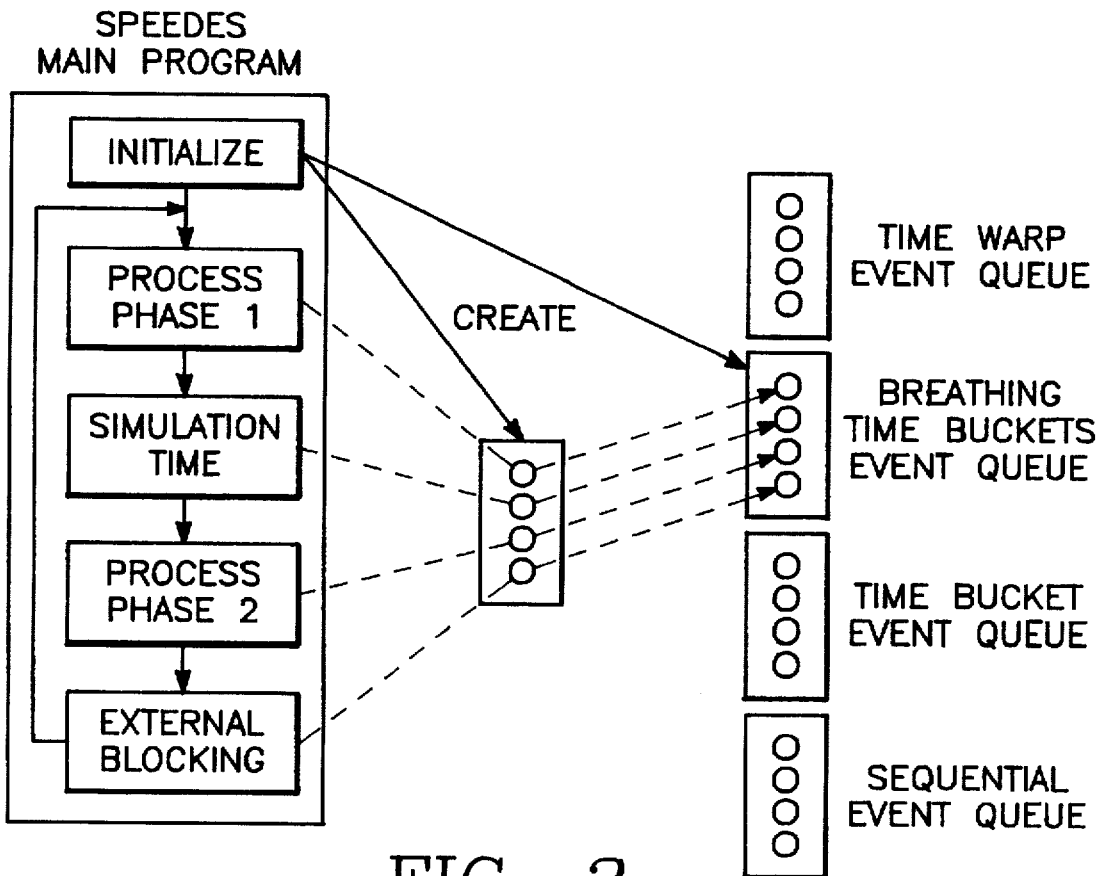 SPEEDES
MAIN PROGRAM
INITIALIZE
PROCESS
PHASE 1
SIMULATION
TIME
PROCESS
PHASE 2
EXTERNAL
BLOCKING
CREATE
TIME WARP
EVENT QUEUE
BREATHING
TIME BUCKETS
EVENT QUEUE
TIME BUCKET
EVENT QUEUE
SEQUENTIAL
EVENT QUEUE